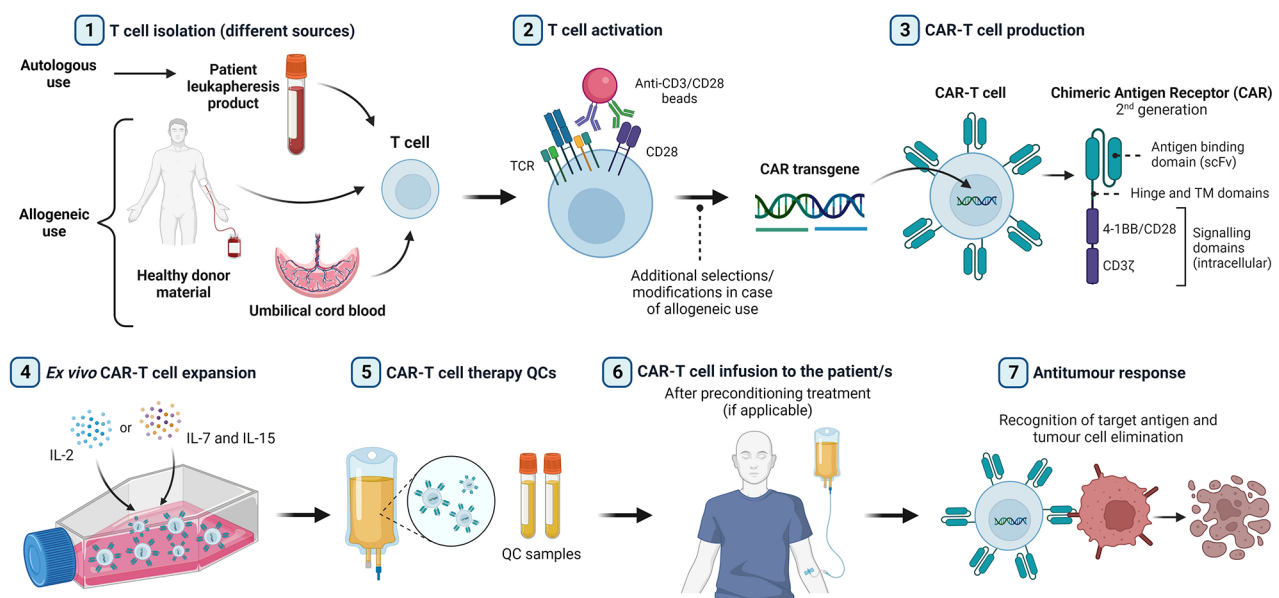 1 T cell isolation (different sources)
Autologous
use
Patient
leukapheresis
product
Allogeneic
use
Healthy donor
material
Umbilical cord blood
T cell
2 T cell activation
Anti-CD3/CD28
beads
TCR
CD28
Additional selections/
modifications in case
of allogeneic use
CAR transgene
3 CAR-T cell production
CAR-T cell
Chimeric Antigen Receptor (CAR)
2nd generation
Antigen binding
domain (scFv)
Hinge and TM domains
4-1BB/CD28
CD3ζ
Signalling
domains
(intracellular)
4 Ex vivo CAR-T cell expansion
IL-2
or
IL-7 and IL-15
5 CAR-T cell therapy QCs
QC samples
6 CAR-T cell infusion to the patient/s
After preconditioning treatment
(if applicable)
7 Antitumour response
Recognition of target antigen and
tumour cell elimination